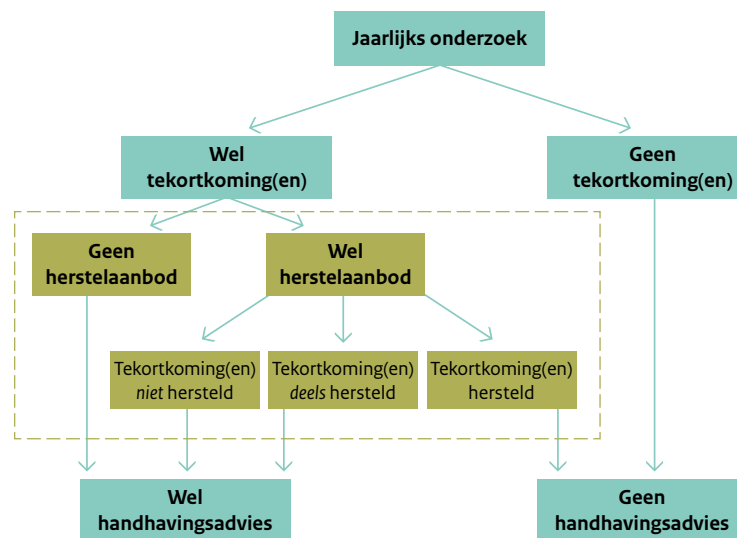 Jaarlijks onderzoek
Wel
tekortkoming(en)
Geen
tekortkoming(en)
Geen
herstelaanbod
Wel
herstelaanbod
Tekortkoming(en)
niet hersteld
Tekortkoming(en)
deels hersteld
Tekortkoming(en)
hersteld
Wel
handhavingsadvies
Geen
handhavingsadvies